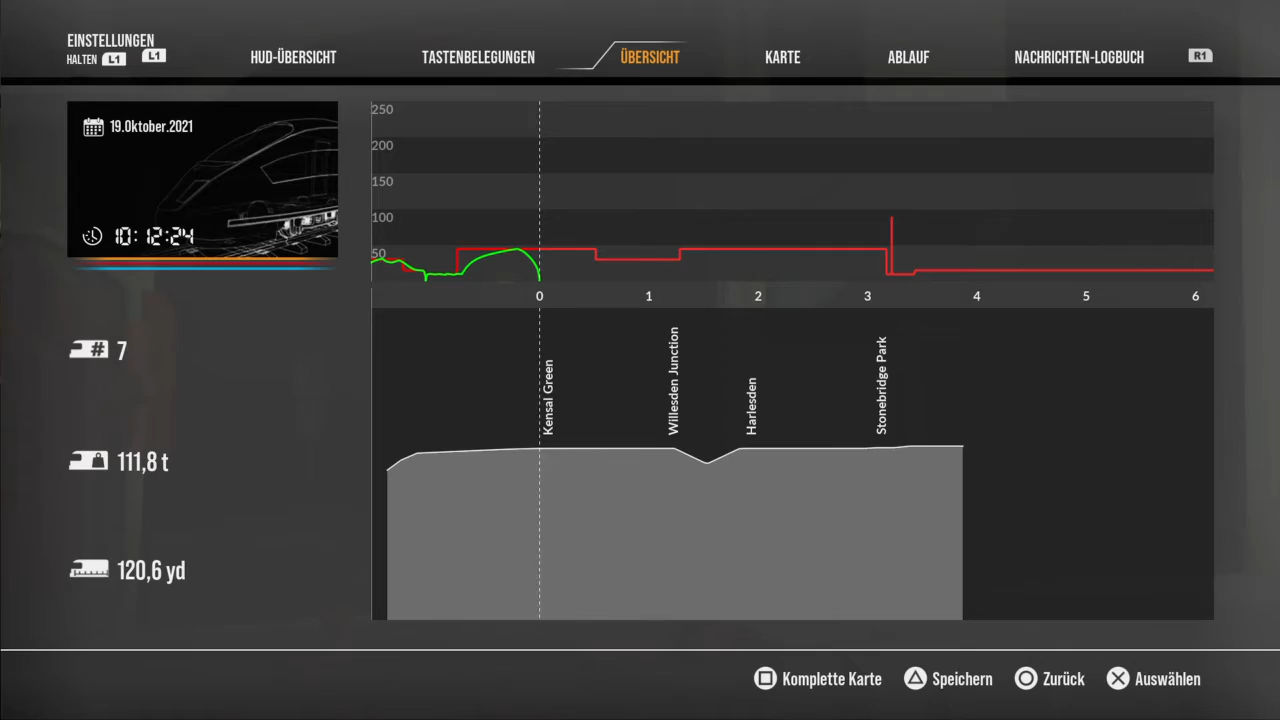 EINSTELLUNGEN
HALTEN L1 L1
HUD-ÜBERSICHT
TASTENBELEGUNGEN
ÜBERSICHT
KARTE
ABLAUF
NACHRICHTEN-LOGBUCH
R1
19.Oktober.2021
10:12:24
7
111,8 t
120,6 yd
250
200
150
100
50
0 1 2 3 4 5 6
Kensal Green
Willesden Junction
Harlesden
Stonebridge Park
Komplette Karte
Speichern
Zurück
Auswählen